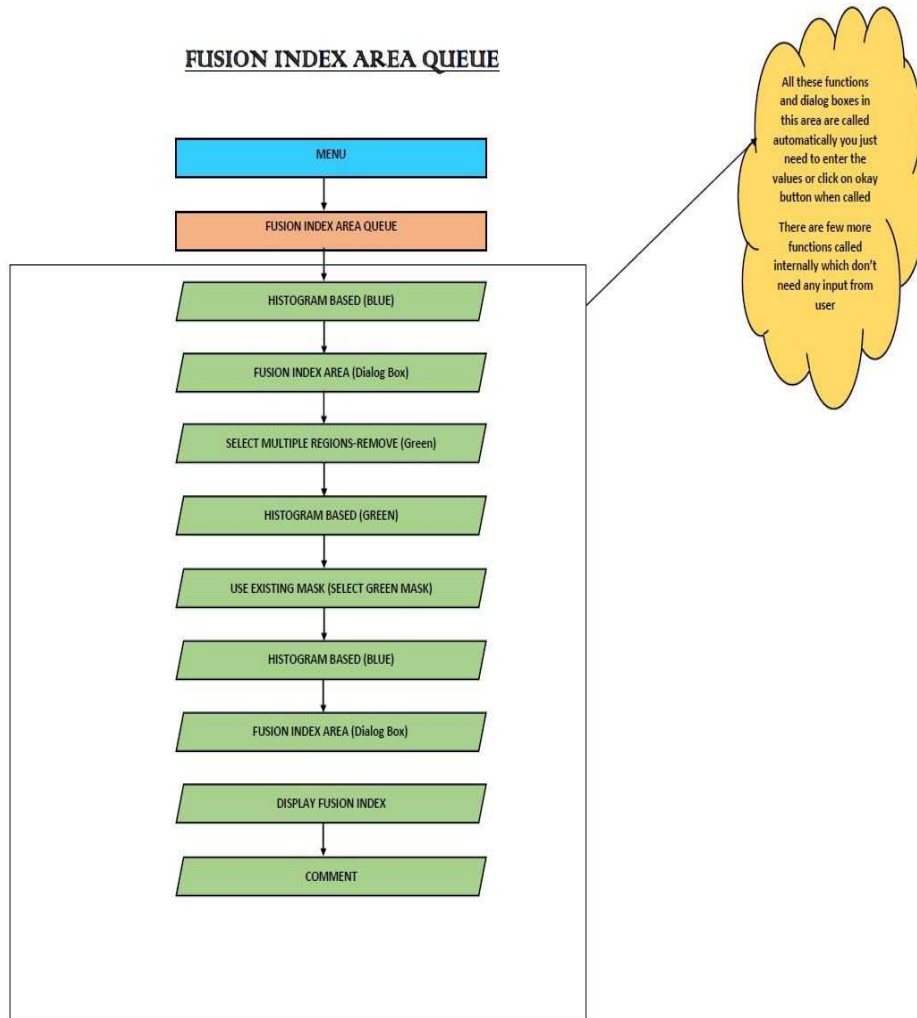 FUSION INDEX AREA QUEUE
MENU
FUSION INDEX AREA QUEUE
HISTOGRAM BASED (BLUE)
FUSION INDEX AREA (Dialog Box)
SELECT MULTIPLE REGIONS-REMOVE (Green)
HISTOGRAM BASED (GREEN)
USE EXISTING MASK (SELECT GREEN MASK)
HISTOGRAM BASED (BLUE)
FUSION INDEX AREA (Dialog Box)
DISPLAY FUSION INDEX
COMMENT
All these functions
and dialog boxes in
this area are called
automatically you just
need to enter the
values or click on okay
button when called
There are few more
functions called
internally which don't
need any input from
user